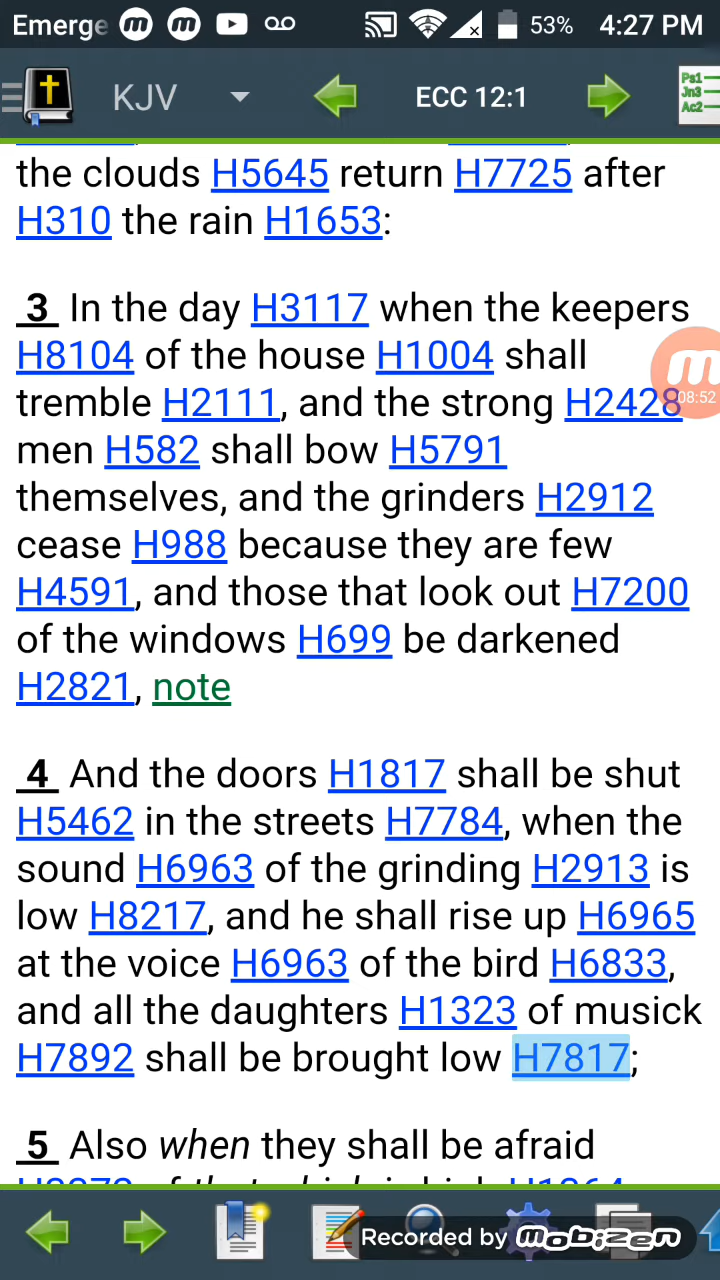 Emerge 53% 4:27 PM
KJV ECC 12:1 Ps1 Jn3 Ac2
the clouds H5645 return H7725 after
H310 the rain H1653:
3 In the day H3117 when the keepers
H8104 of the house H1004 shall
tremble H2111, and the strong H2428
08:52
men H582 shall bow H5791
themselves, and the grinders H2912
cease H988 because they are few
H4591, and those that look out H7200
of the windows H699 be darkened
H2821, note
4 And the doors H1817 shall be shut
H5462 in the streets H7784, when the
sound H6963 of the grinding H2913 is
low H8217, and he shall rise up H6965
at the voice H6963 of the bird H6833,
and all the daughters H1323 of musick
H7892 shall be brought low H7817;
5 Also when they shall be afraid
Recorded by mobizen